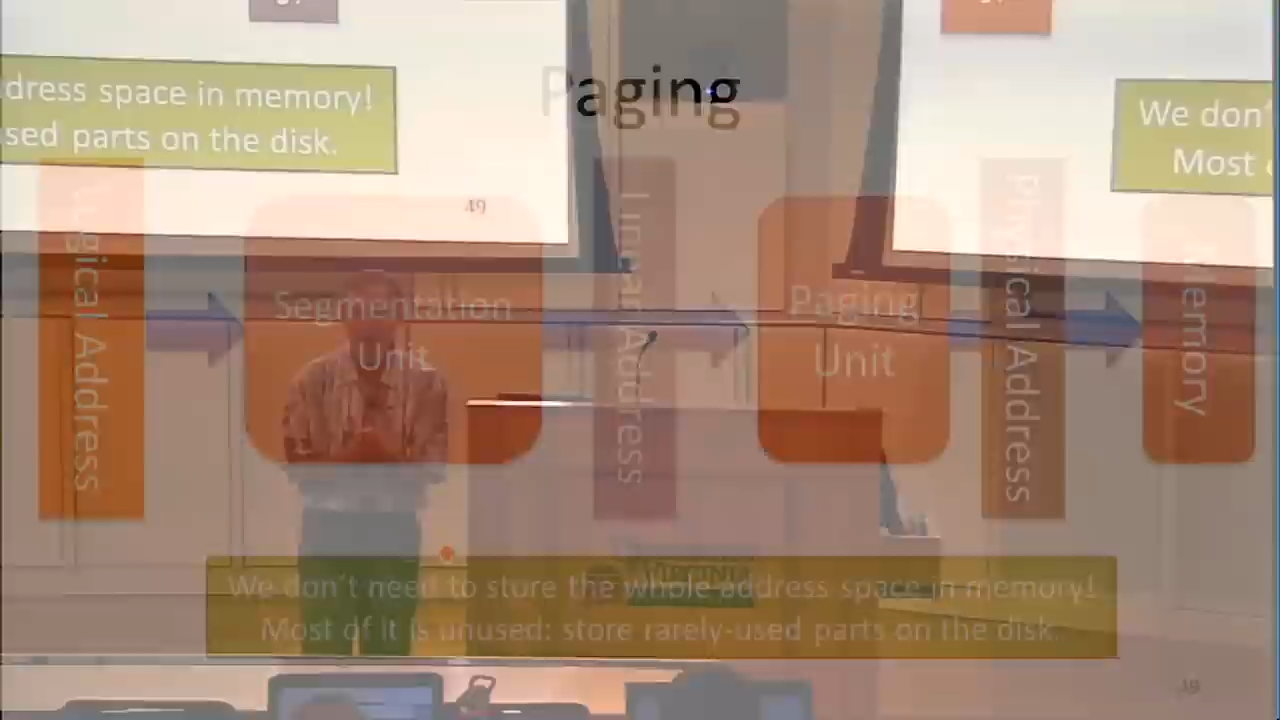 Paging
dress space in memory!
sed parts on the disk.
49
We don'
Most
Logical Address
Segmentation
Unit
Linear Address
Paging
Unit
Physical Address
Memory
VIRGINIA
We don't need to store the whole address space in memory!
Most of it is unused: store rarely-used parts on the disk.
49